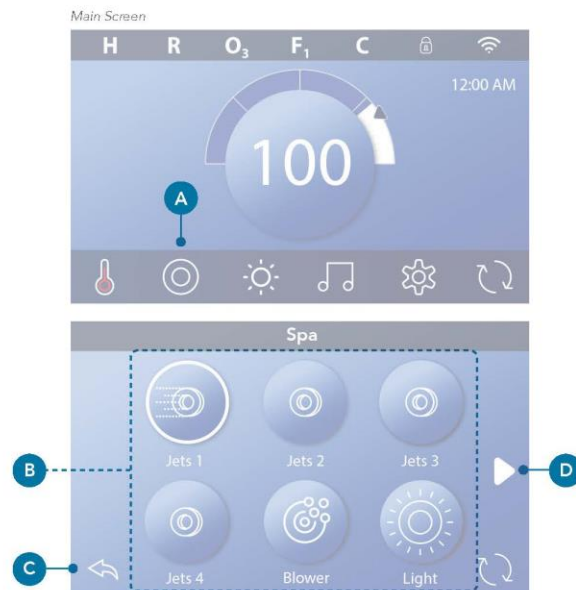 Main Screen
H R O₃ F₁ C
12:00 AM
100
A
Spa
Jets 1 Jets 2 Jets 3
B D
Jets 4 Blower Light
C